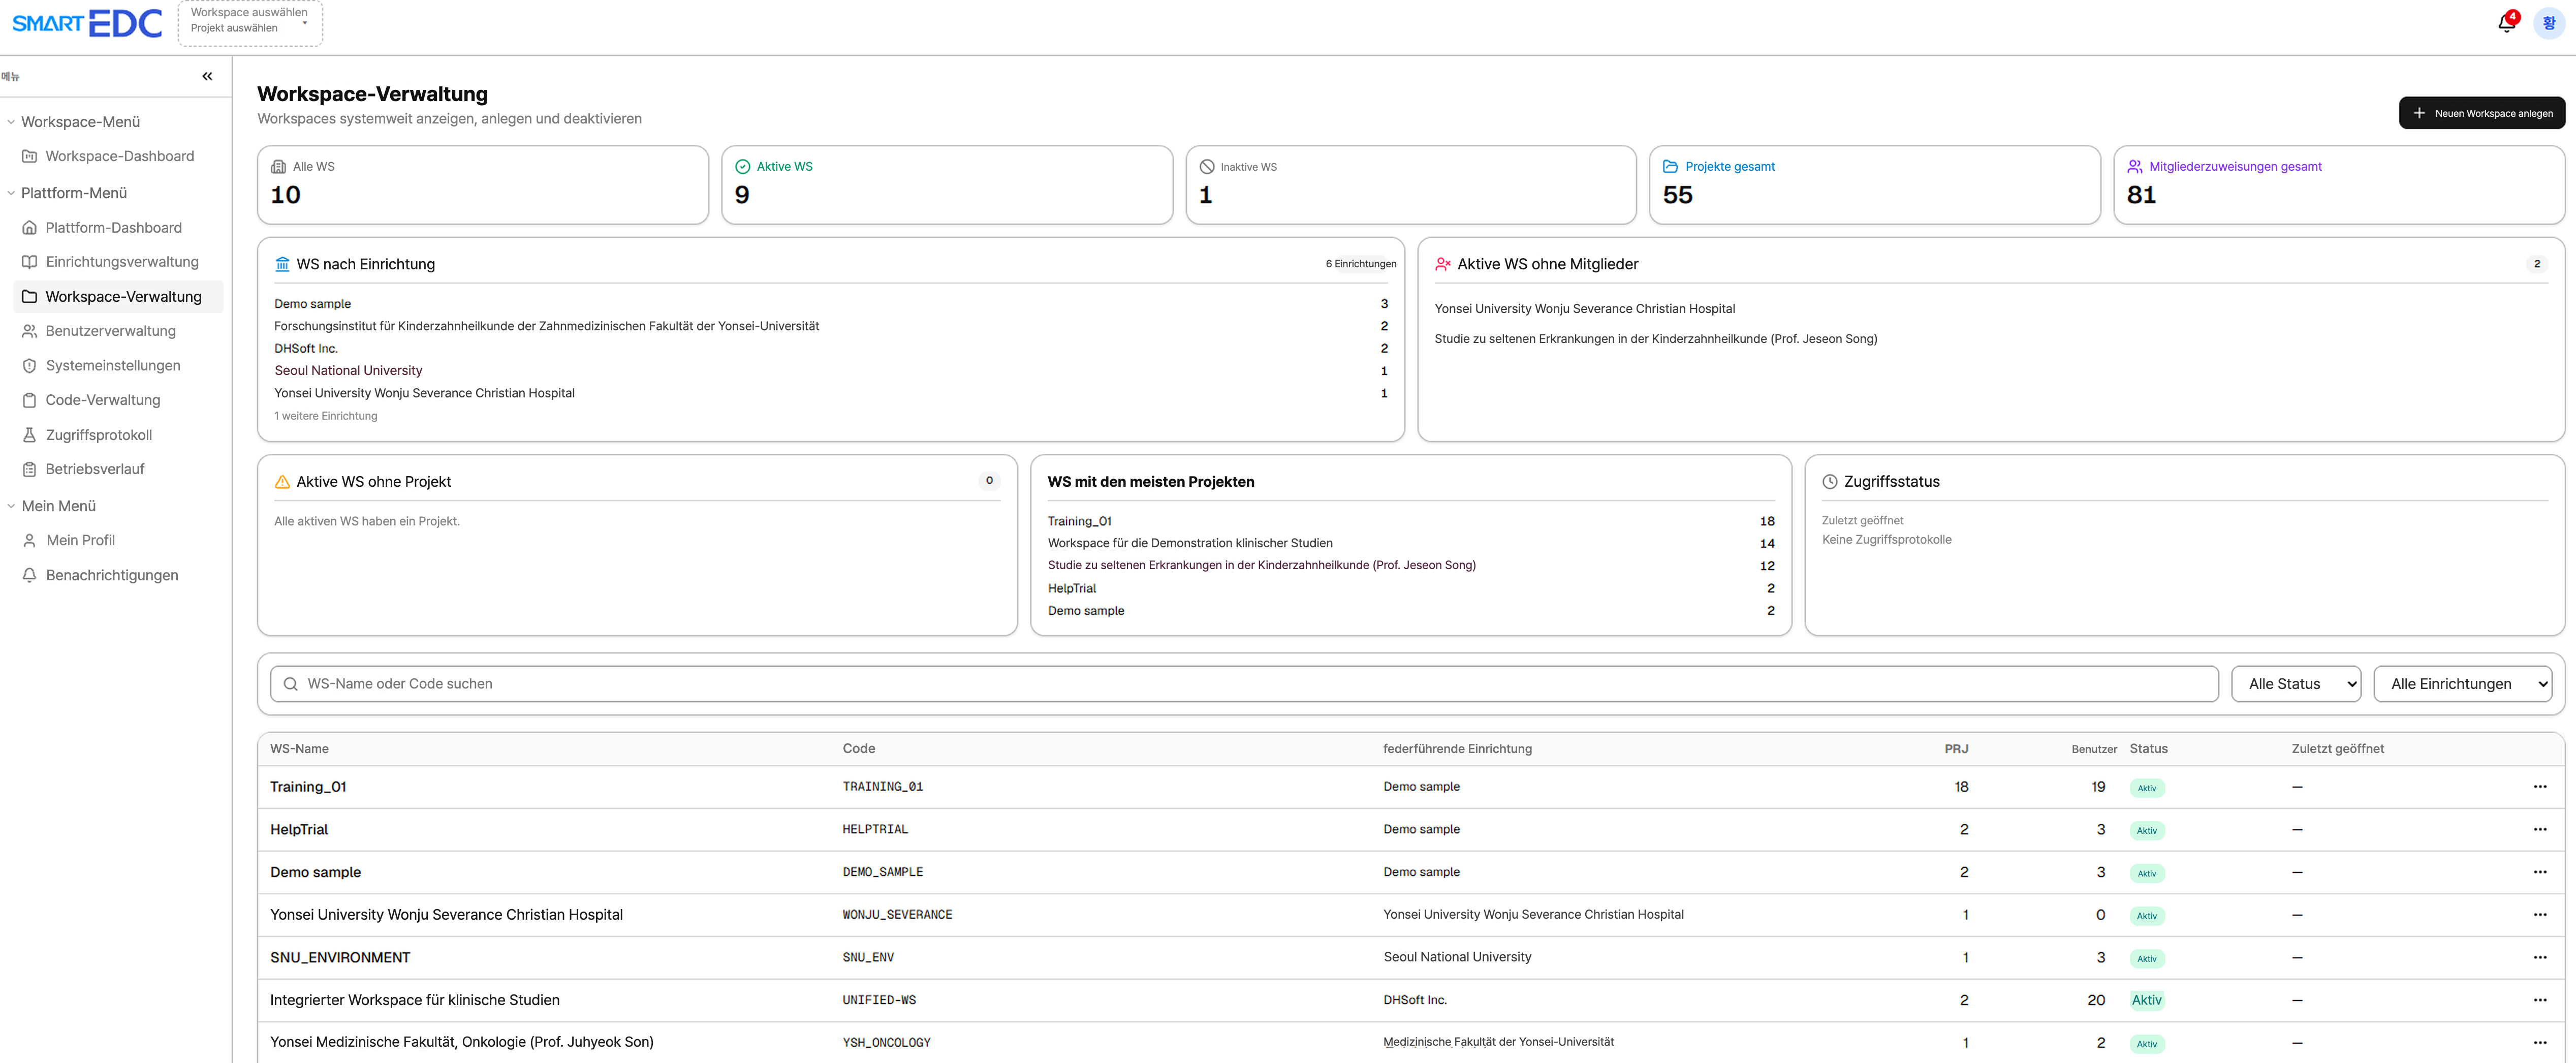 SMART EDC
Workspace auswählen
Projekt auswählen
4
황
메뉴
Workspace-Menü
Workspace-Dashboard
Plattform-Menü
Plattform-Dashboard
Einrichtungsverwaltung
Workspace-Verwaltung
Benutzerverwaltung
Systemeinstellungen
Code-Verwaltung
Zugriffsprotokoll
Betriebsverlauf
Mein Menü
Mein Profil
Benachrichtigungen
Workspace-Verwaltung
Workspaces systemweit anzeigen, anlegen und deaktivieren
Neuen Workspace anlegen
Alle WS
10
Aktive WS
9
Inaktive WS
1
Projekte gesamt
55
Mitgliederzuweisungen gesamt
81
WS nach Einrichtung 6 Einrichtungen
Demo sample 3
Forschungsinstitut für Kinderzahnheilkunde der Zahnmedizinischen Fakultät der Yonsei-Universität 2
DHSoft Inc. 2
Seoul National University 1
Yonsei University Wonju Severance Christian Hospital 1
1 weitere Einrichtung
Aktive WS ohne Mitglieder 2
Yonsei University Wonju Severance Christian Hospital
Studie zu seltenen Erkrankungen in der Kinderzahnheilkunde (Prof. Jeseon Song)
Aktive WS ohne Projekt 0
Alle aktiven WS haben ein Projekt.
WS mit den meisten Projekten
Training_01 18
Workspace für die Demonstration klinischer Studien 14
Studie zu seltenen Erkrankungen in der Kinderzahnheilkunde (Prof. Jeseon Song) 12
HelpTrial 2
Demo sample 2
Zugriffsstatus
Zuletzt geöffnet
Keine Zugriffsprotokolle
WS-Name oder Code suchen
Alle Status
Alle Einrichtungen
WS-Name Code federführende Einrichtung PRJ Benutzer Status Zuletzt geöffnet
Training_01 TRAINING_01 Demo sample 18 19 Aktiv — ···
HelpTrial HELPTRIAL Demo sample 2 3 Aktiv — ···
Demo sample DEMO_SAMPLE Demo sample 2 3 Aktiv — ···
Yonsei University Wonju Severance Christian Hospital WONJU_SEVERANCE Yonsei University Wonju Severance Christian Hospital 1 0 Aktiv — ···
SNU_ENVIRONMENT SNU_ENV Seoul National University 1 3 Aktiv — ···
Integrierter Workspace für klinische Studien UNIFIED-WS DHSoft Inc. 2 20 Aktiv — ···
Yonsei Medizinische Fakultät, Onkologie (Prof. Juhyeok Son) YSH_ONCOLOGY Medizinische Fakultät der Yonsei-Universität 1 2 Aktiv — ···